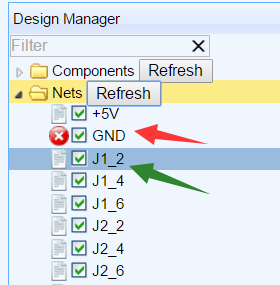 Design Manager
Filter
Components Refresh
Nets Refresh
+5V
GND
J1_2
J1_4
J1_6
J2_2
J2_4
J2_6